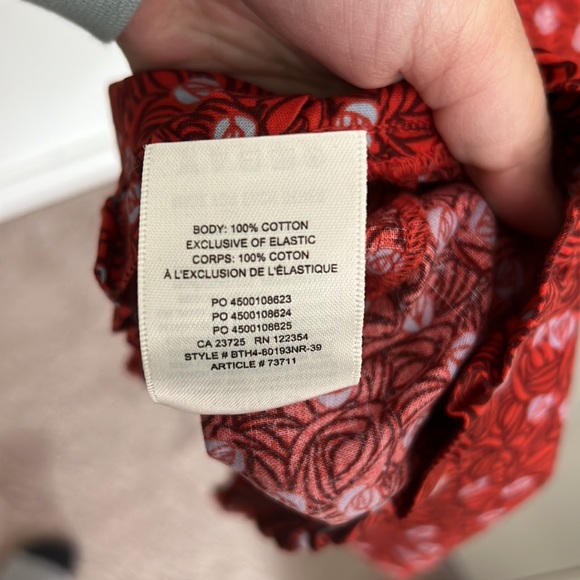 BODY: 100% COTTON
EXCLUSIVE OF ELASTIC
CORPS: 100% COTON
À L'EXCLUSION DE L'ÉLASTIQUE
PO 4500108623
PO 4500108624
PO 4500108625
CA 23725 RN 122354
STYLE # BTH4-80193NR-39
ARTICLE # 73711